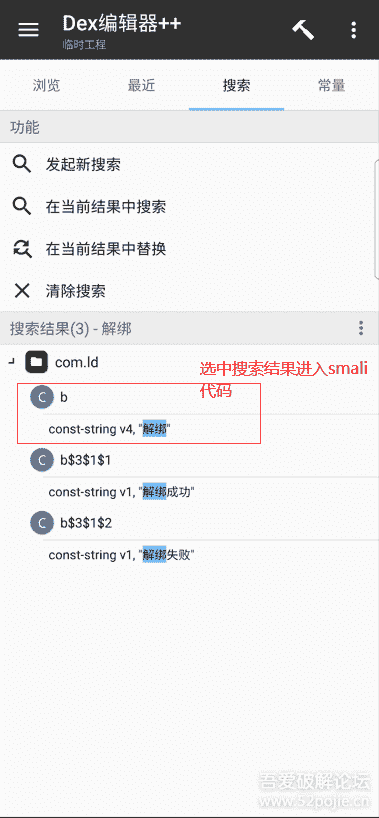 Dex编辑器++
临时工程
浏览 最近 搜索 常量
功能
发起新搜索
在当前结果中搜索
在当前结果中替换
清除搜索
搜索结果(3) - 解绑
com.ld
选中搜索结果进入smali
代码
C b
const-string v4, "解绑"
C b$3$1$1
const-string v1, "解绑成功"
C b$3$1$2
const-string v1, "解绑失败"
吾爱破解论坛
www.52pojie.cn